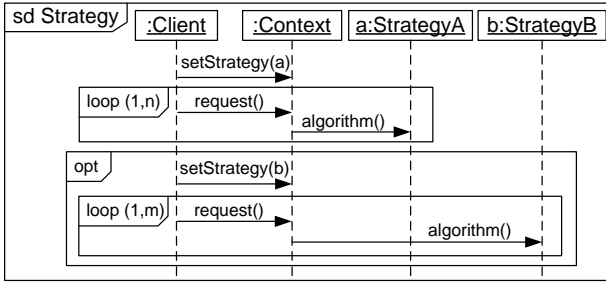 sd Strategy
:Client :Context a:StrategyA b:StrategyB
setStrategy(a)
loop (1,n) request()
algorithm()
opt
setStrategy(b)
loop (1,m) request()
algorithm()